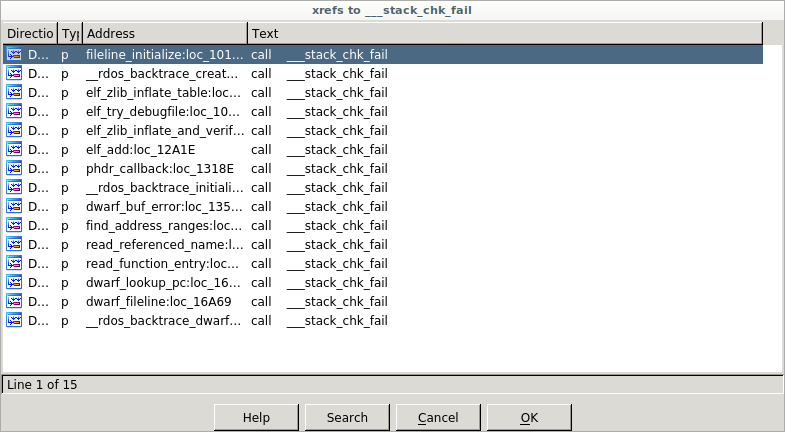 xrefs to ___stack_chk_fail
Directio Typ Address Text
D... p fileline_initialize:loc_101... call ___stack_chk_fail
D... p __rdos_backtrace_creat... call ___stack_chk_fail
D... p elf_zlib_inflate_table:loc... call ___stack_chk_fail
D... p elf_try_debugfile:loc_10... call ___stack_chk_fail
D... p elf_zlib_inflate_and_verif... call ___stack_chk_fail
D... p elf_add:loc_12A1E call ___stack_chk_fail
D... p phdr_callback:loc_1318E call ___stack_chk_fail
D... p __rdos_backtrace_initiali... call ___stack_chk_fail
D... p dwarf_buf_error:loc_135... call ___stack_chk_fail
D... p find_address_ranges:loc... call ___stack_chk_fail
D... p read_referenced_name:l... call ___stack_chk_fail
D... p read_function_entry:loc... call ___stack_chk_fail
D... p dwarf_lookup_pc:loc_16... call ___stack_chk_fail
D... p dwarf_fileline:loc_16A69 call ___stack_chk_fail
D... p __rdos_backtrace_dwarf... call ___stack_chk_fail
Line 1 of 15
Help Search Cancel OK